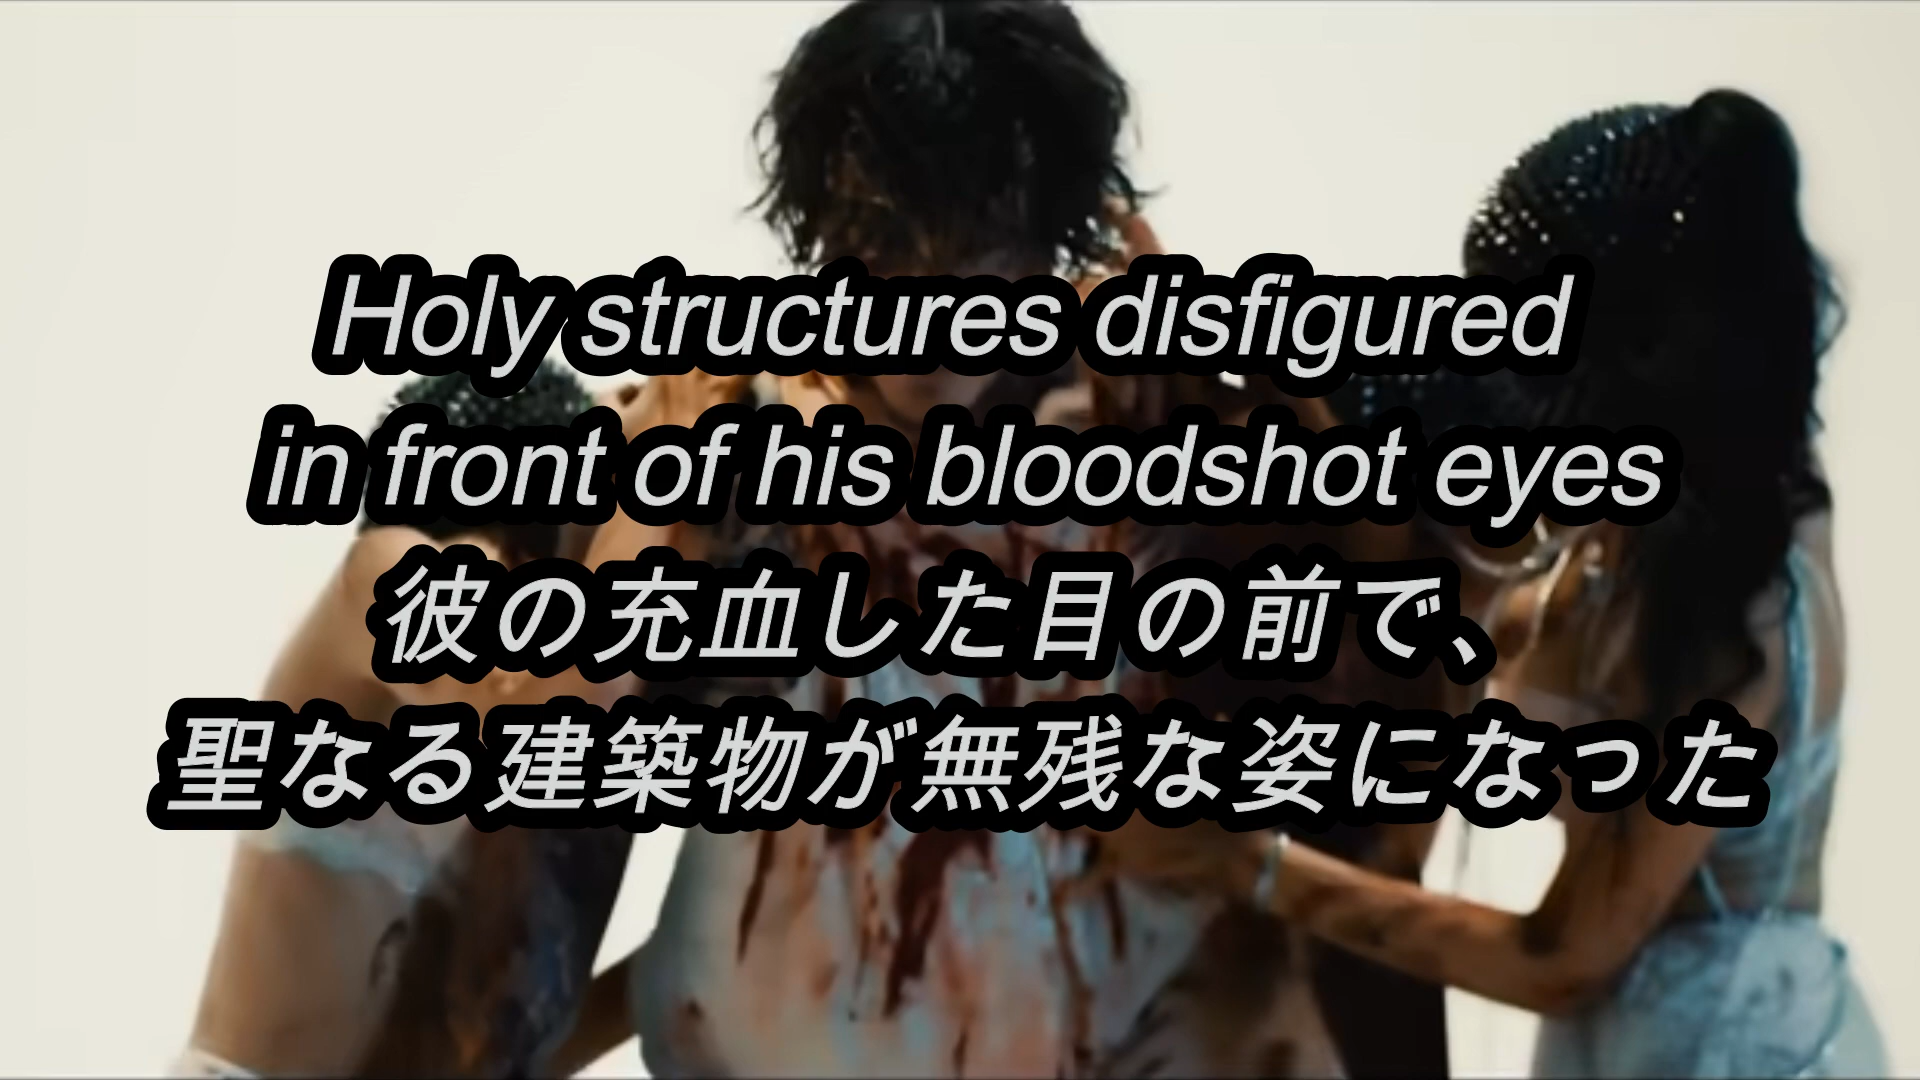 Holy structures disfigured
in front of his bloodshot eyes
彼の充血した目の前で、
聖なる建築物が無残な姿になった